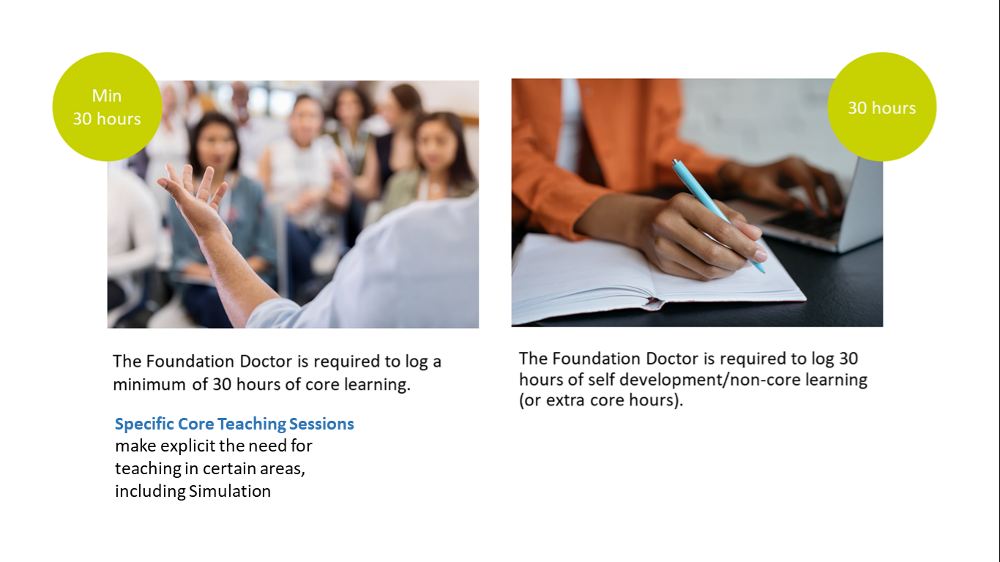 Min
30 hours
The Foundation Doctor is required to log a
minimum of 30 hours of core learning.
Specific Core Teaching Sessions
make explicit the need for
teaching in certain areas,
including Simulation
30 hours
The Foundation Doctor is required to log 30
hours of self development/non-core learning
(or extra core hours).